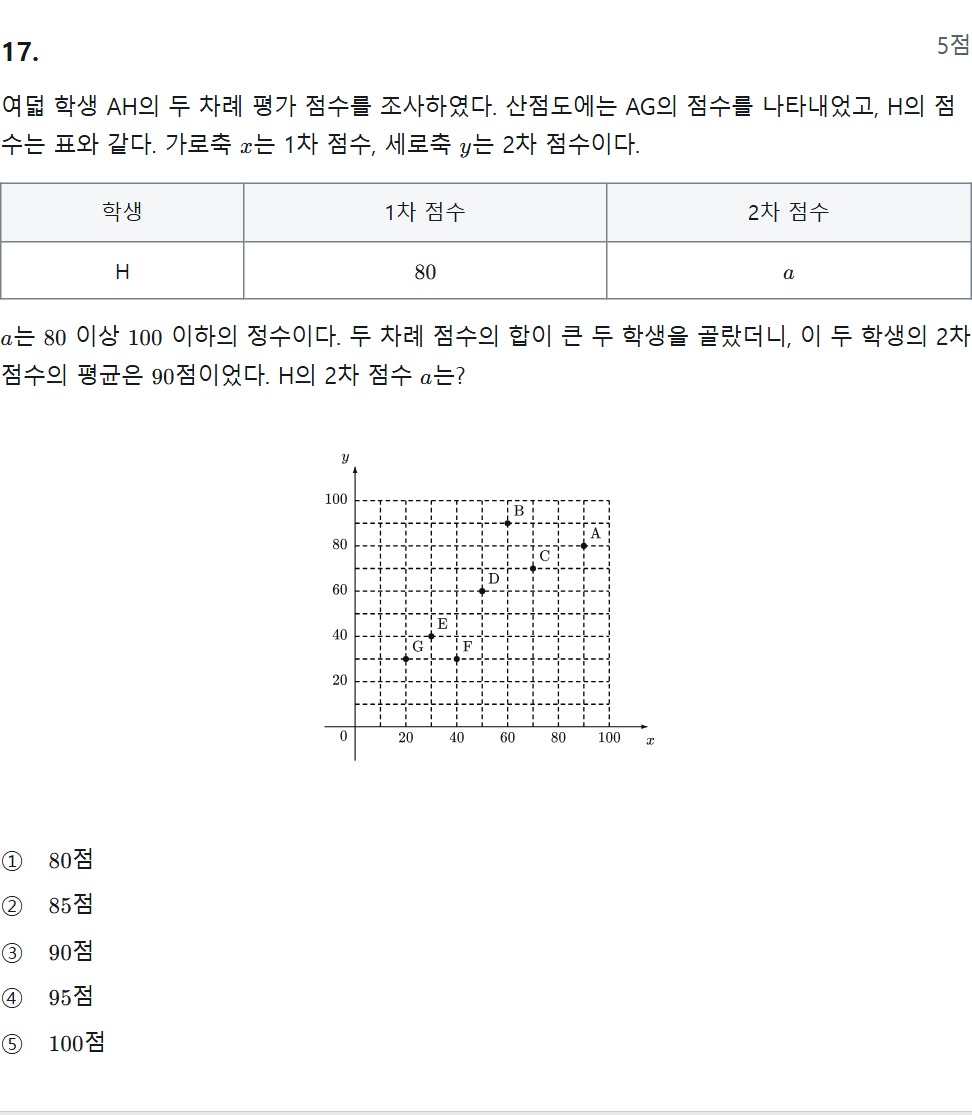 17.
5점
여덟 학생 AH의 두 차례 평가 점수를 조사하였다. 산점도에는 AG의 점수를 나타내었고, H의 점
수는 표와 같다. 가로축 x는 1차 점수, 세로축 y는 2차 점수이다.
학생 1차 점수 2차 점수
H 80 a
a는 80 이상 100 이하의 정수이다. 두 차례 점수의 합이 큰 두 학생을 골랐더니, 이 두 학생의 2차
점수의 평균은 90점이었다. H의 2차 점수 a는?
y
100
B
A
80
C
D
60
E
40
G F
20
0 20 40 60 80 100 x
① 80점
② 85점
③ 90점
④ 95점
⑤ 100점